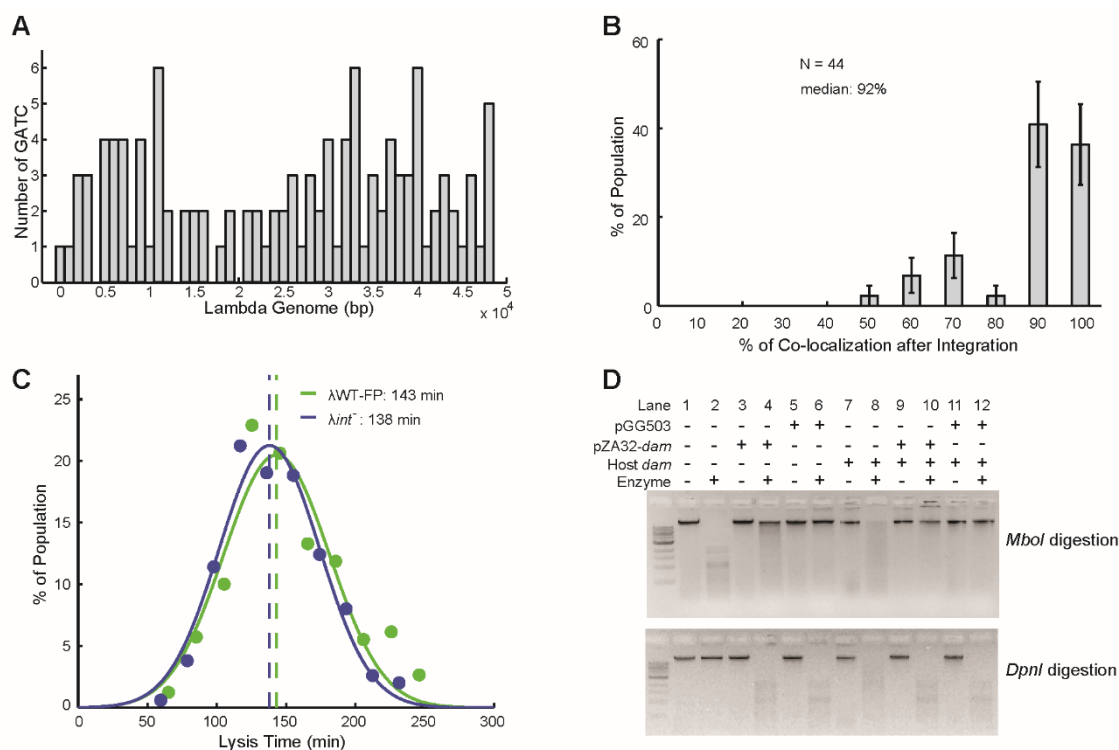 A
Number of GATC
6
5
4
3
2
1
0
0 0.5 1 1.5 2 2.5 3 3.5 4 4.5 5
x 10⁴
Lambda Genome (bp)
B
N = 44
median: 92%
% of Population
60
40
20
0
0 10 20 30 40 50 60 70 80 90 100
% of Co-localization after Integration
C
λWT-FP: 143 min
λint⁻ : 138 min
% of Population
25
20
15
10
5
0
0 50 100 150 200 250 300
Lysis Time (min)
D
Lane 1 2 3 4 5 6 7 8 9 10 11 12
pGG503 - - - - + + - - - - + +
pZA32-dam - - + + - - - - + + - -
Host dam - - - - - - + + + + + +
Enzyme - + - + - + - + - + - +
MboI digestion
DpnI digestion